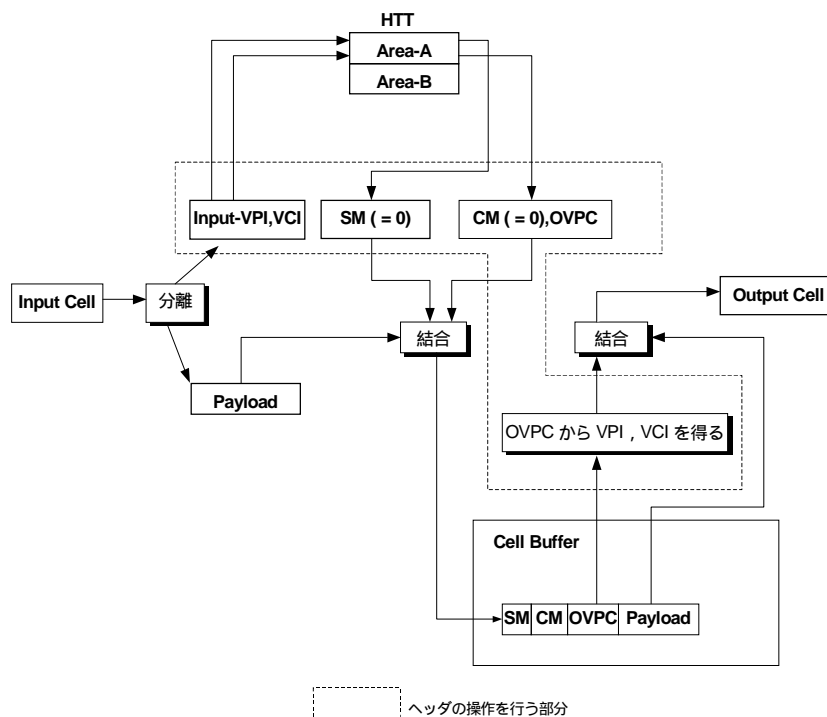 HTT
Area-A
Area-B
Input-VPI,VCI
SM ( = 0)
CM ( = 0),OVPC
Input Cell
分離
Output Cell
結合
結合
Payload
OVPC から VPI , VCI を得る
Cell Buffer
SM CM OVPC Payload
ヘッダの操作を行う部分